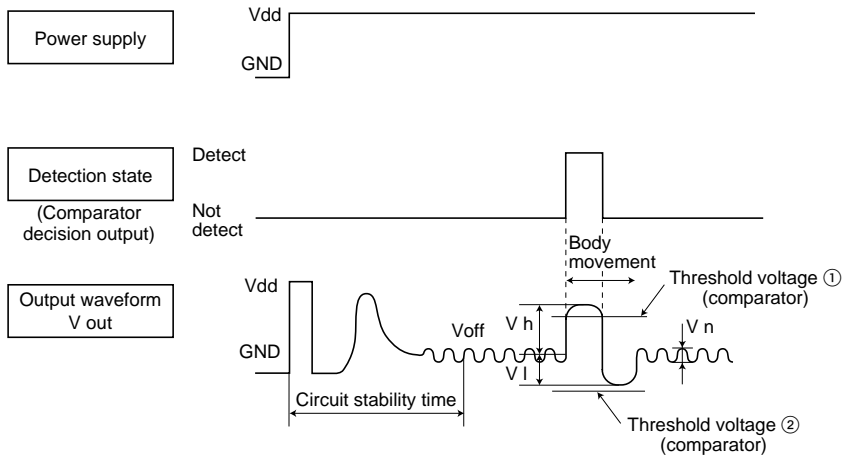 Power supply
Vdd
GND
Detection state
(Comparator
decision output)
Detect
Not
detect
Body
movement
Output waveform
V out
Vdd
GND
Voff
V h
V l
V n
Threshold voltage ①
(comparator)
Circuit stability time
Threshold voltage ②
(comparator)